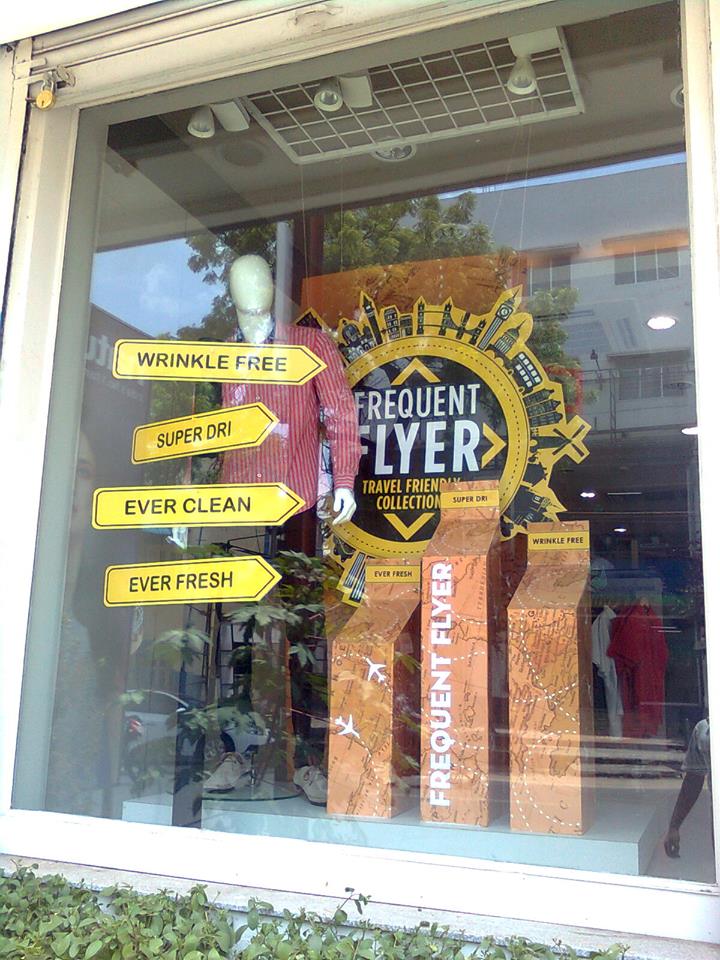 WRINKLE FREE
SUPER DRI
EVER CLEAN
EVER FRESH
FREQUENT
FLYER
TRAVEL FRIENDLY
COLLECTION
EVER FRESH
SUPER DRI
FREQUENT FLYER
WRINKLE FREE